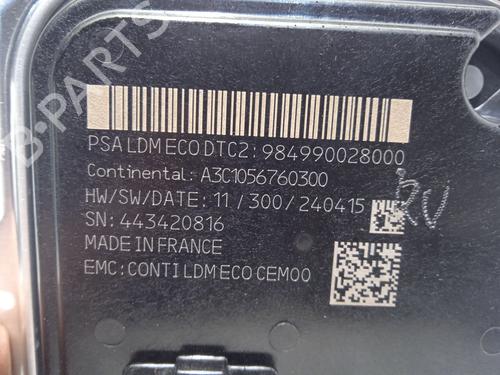 B-PARTS
PSA LDM ECO DTC2: 984990028000
Continental: A3C1056760300
HW/SW/DATE: 11/300/240415
RU
SN: 443420816
MADE IN FRANCE
EMC: CONTI LDM ECO CEM00